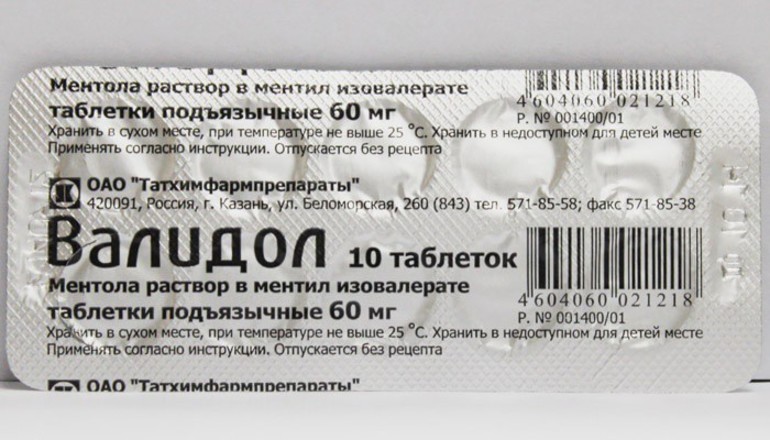 Ментола раствор в ментил изовалерате
таблетки подъязычные 60 мг
Хранить в сухом месте, при температуре не выше 25 °С. Хранить в недоступном для детей месте
Применять согласно инструкции. Отпускается без рецепта
4 604060 021218
Р. № 001400/01
ОАО "Татхимфармпрепараты"
420091, Россия, г. Казань, ул. Беломорская, 260 (843) тел. 571-85-58; факс 571-85-38
Валидол 10 таблеток
Ментола раствор в ментил изовалерате
таблетки подъязычные 60 мг
Хранить в сухом месте, при температуре не выше 25 °С. Хранить в недоступном для детей месте
Применять согласно инструкции. Отпускается без рецепта
4 604060 021218
Р. № 001400/01
ОАО "Татхимфармпрепараты"